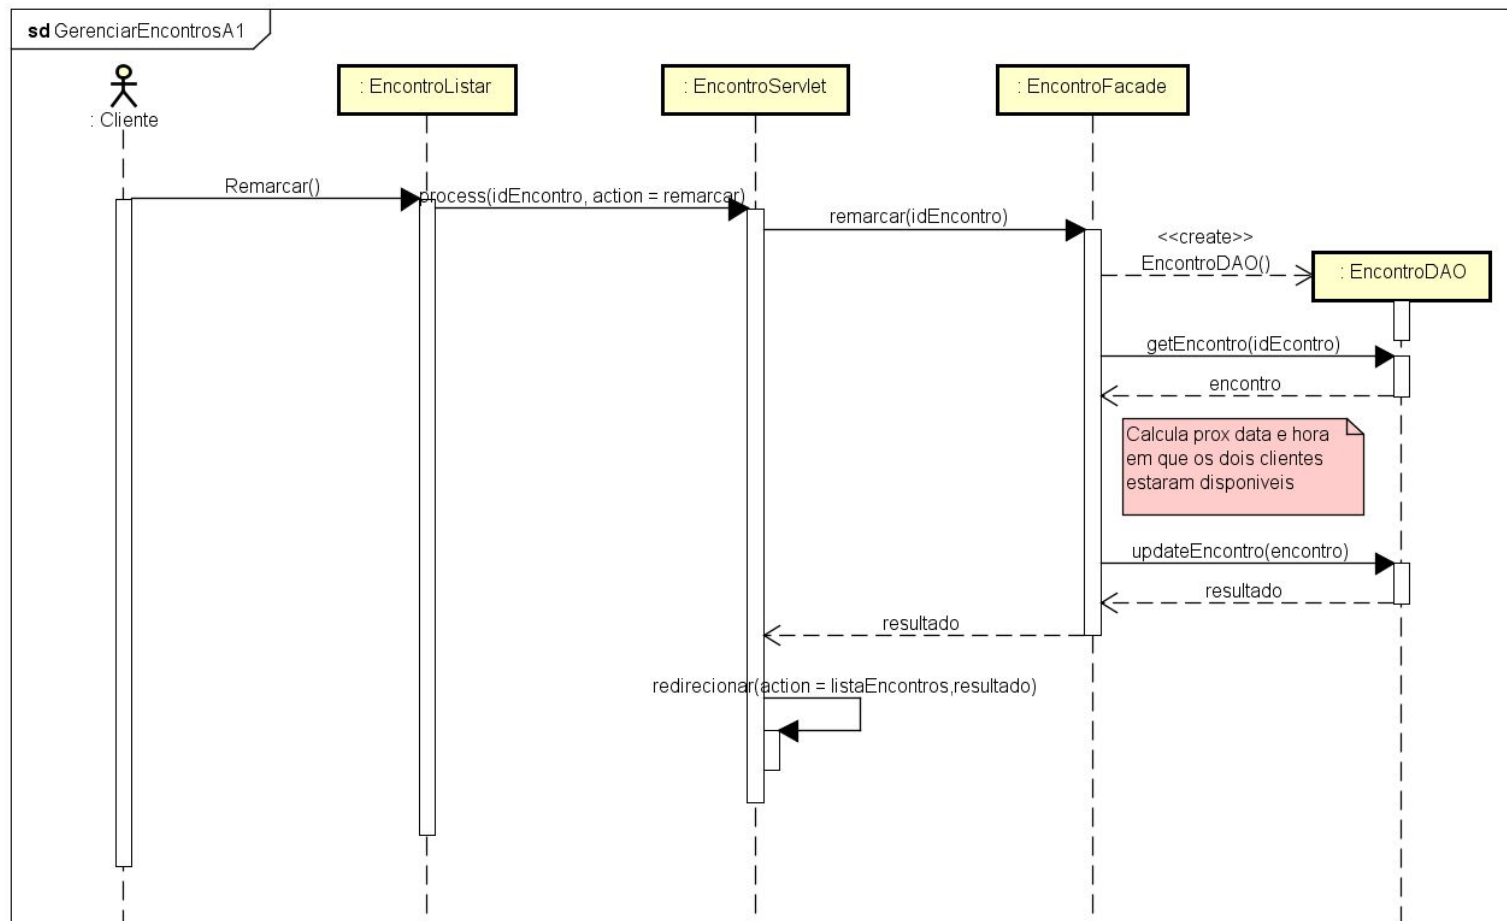 sd GerenciarEncontrosA1
: Cliente
: EncontroListar
: EncontroServlet
: EncontroFacade
Remarcar()
process(idEncontro, action = remarcar)
remarcar(idEncontro)
<<create>>
EncontroDAO()
: EncontroDAO
getEncontro(idEcontro)
encontro
Calcula prox data e hora
em que os dois clientes
estaram disponiveis
updateEncontro(encontro)
resultado
resultado
redirecionar(action = listaEncontros,resultado)